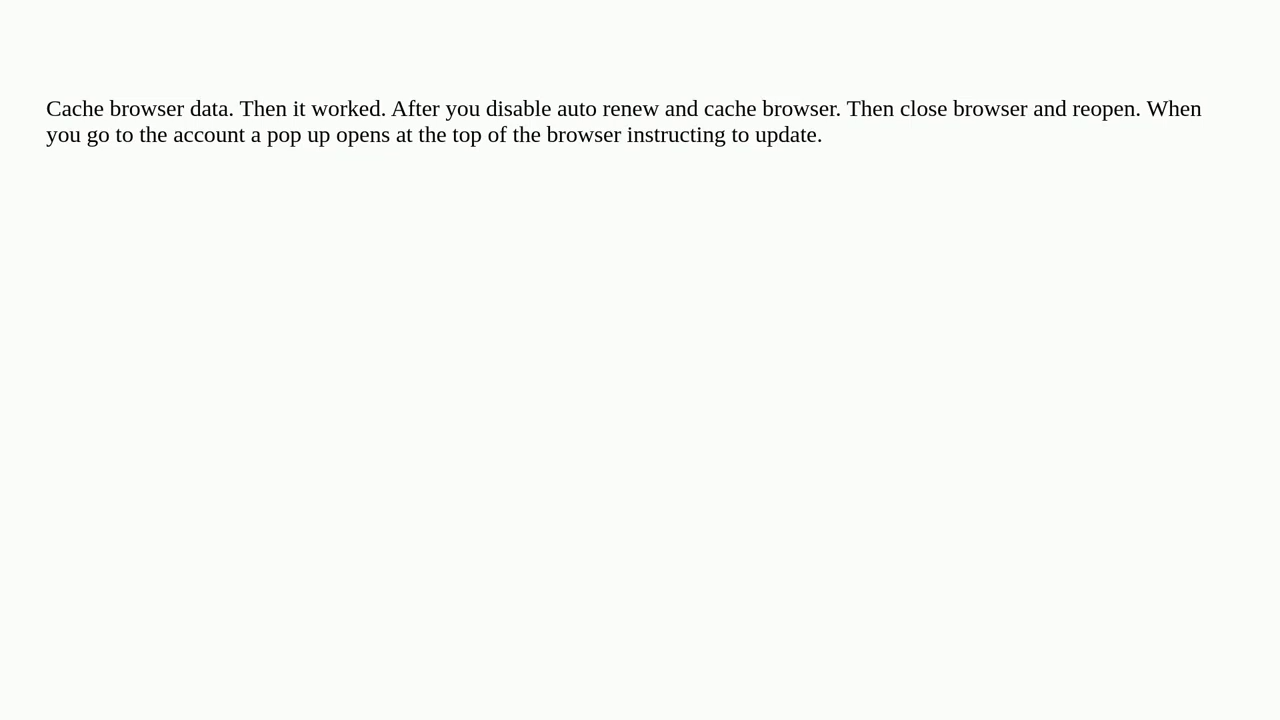 Cache browser data. Then it worked. After you disable auto renew and cache browser. Then close browser and reopen. When
you go to the account a pop up opens at the top of the browser instructing to update.